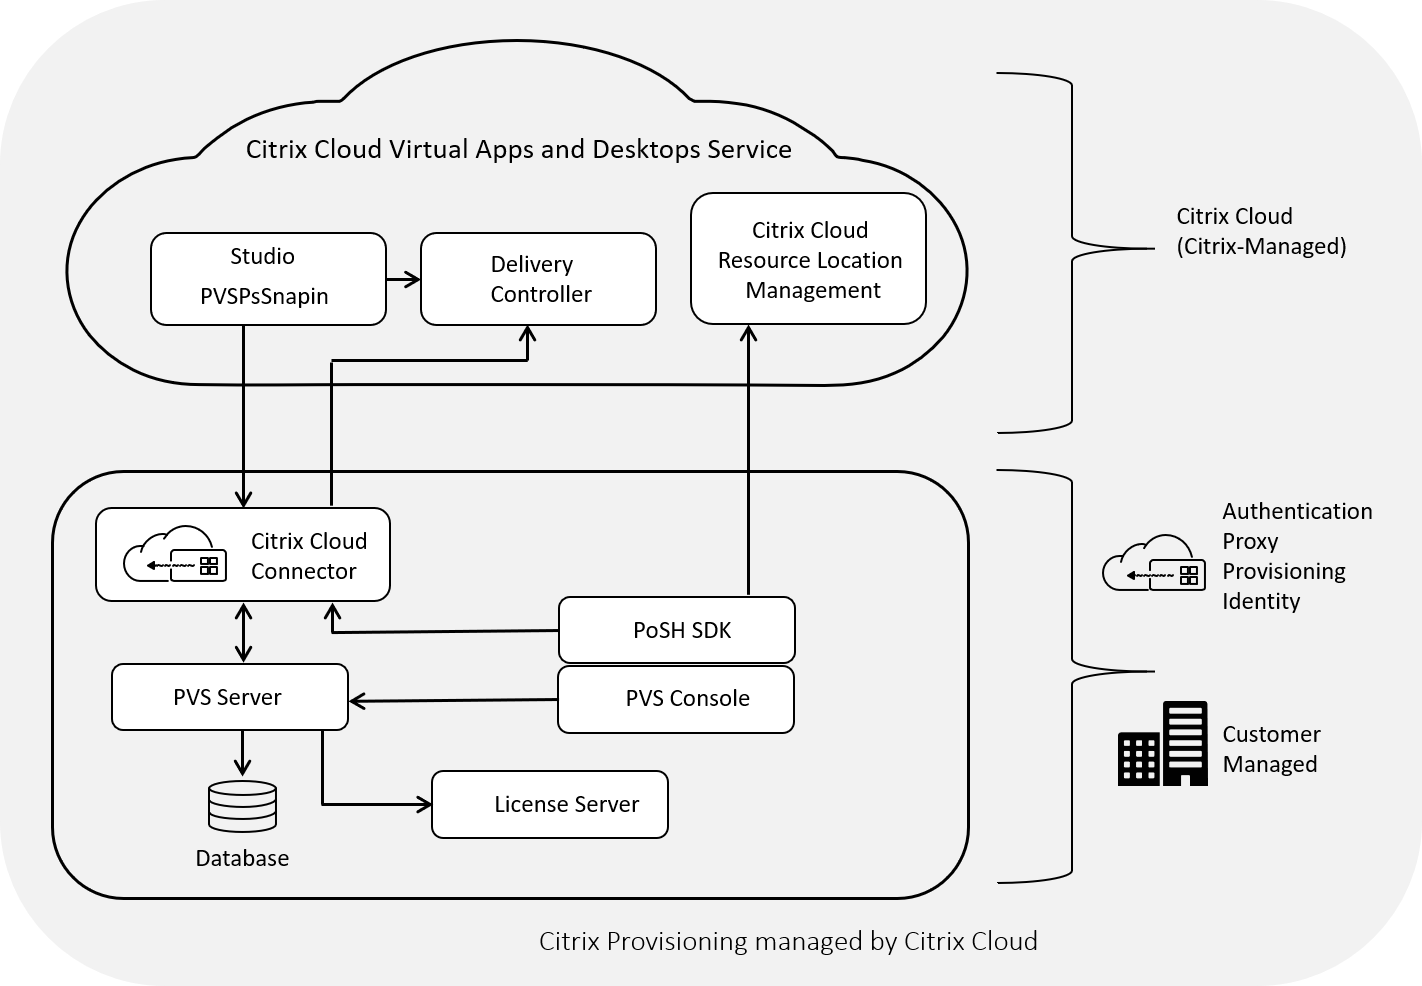 Citrix Cloud Virtual Apps and Desktops Service
Studio
PVSPsSnapin
Delivery
Controller
Citrix Cloud
Resource Location
Management
Citrix Cloud
(Citrix-Managed)
Citrix Cloud
Connector
PoSH SDK
PVS Server
PVS Console
License Server
Database
Authentication
Proxy
Provisioning
Identity
Customer
Managed
Citrix Provisioning managed by Citrix Cloud